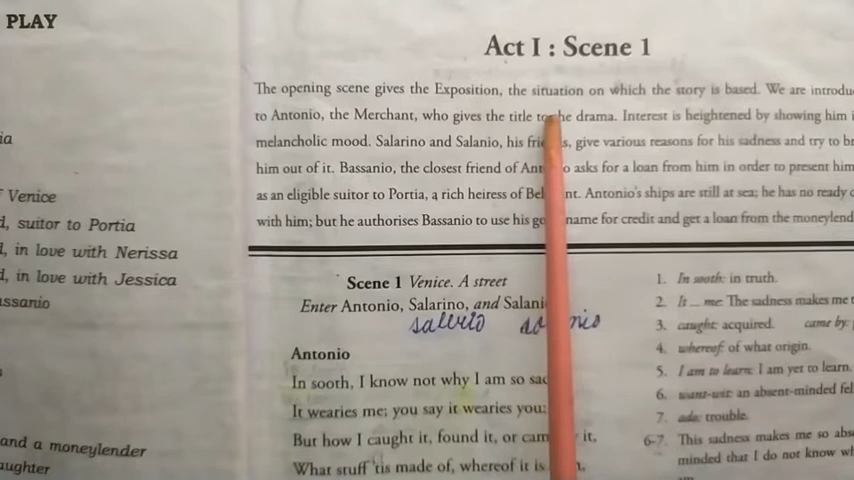 PLAY
ia
f Venice
d, suitor to Portia
d, in love with Nerissa
d, in love with Jessica
ssanio
and a moneylender
aughter
Act I : Scene 1
The opening scene gives the Exposition, the situation on which the story is based. We are introdu
to Antonio, the Merchant, who gives the title to he drama. Interest is heightened by showing him i
melancholic mood. Salarino and Salanio, his frie s, give various reasons for his sadness and try to br
him out of it. Bassanio, the closest friend of Ant o asks for a loan from him in order to present him
as an eligible suitor to Portia, a rich heiress of Bel nt. Antonio's ships are still at sea; he has no ready c
with him; but he authorises Bassanio to use his go name for credit and get a loan from the moneylend
Scene 1 Venice. A street
Enter Antonio, Salarino, and Salani
salerio nio
Antonio
In sooth, I know not why I am so sad
It wearies me; you say it wearies you;
But how I caught it, found it, or cam it,
What stuff 'tis made of, whereof it is
1. In sooth: in truth.
2. It ... me: The sadness makes me
3. caught: acquired. came by:
4. whereof: of what origin.
5. I am to learn: I am yet to learn.
6. want-wit: an absent-minded fel
7. ado: trouble.
6-7. This sadness makes me so abse
minded that I do not know wh